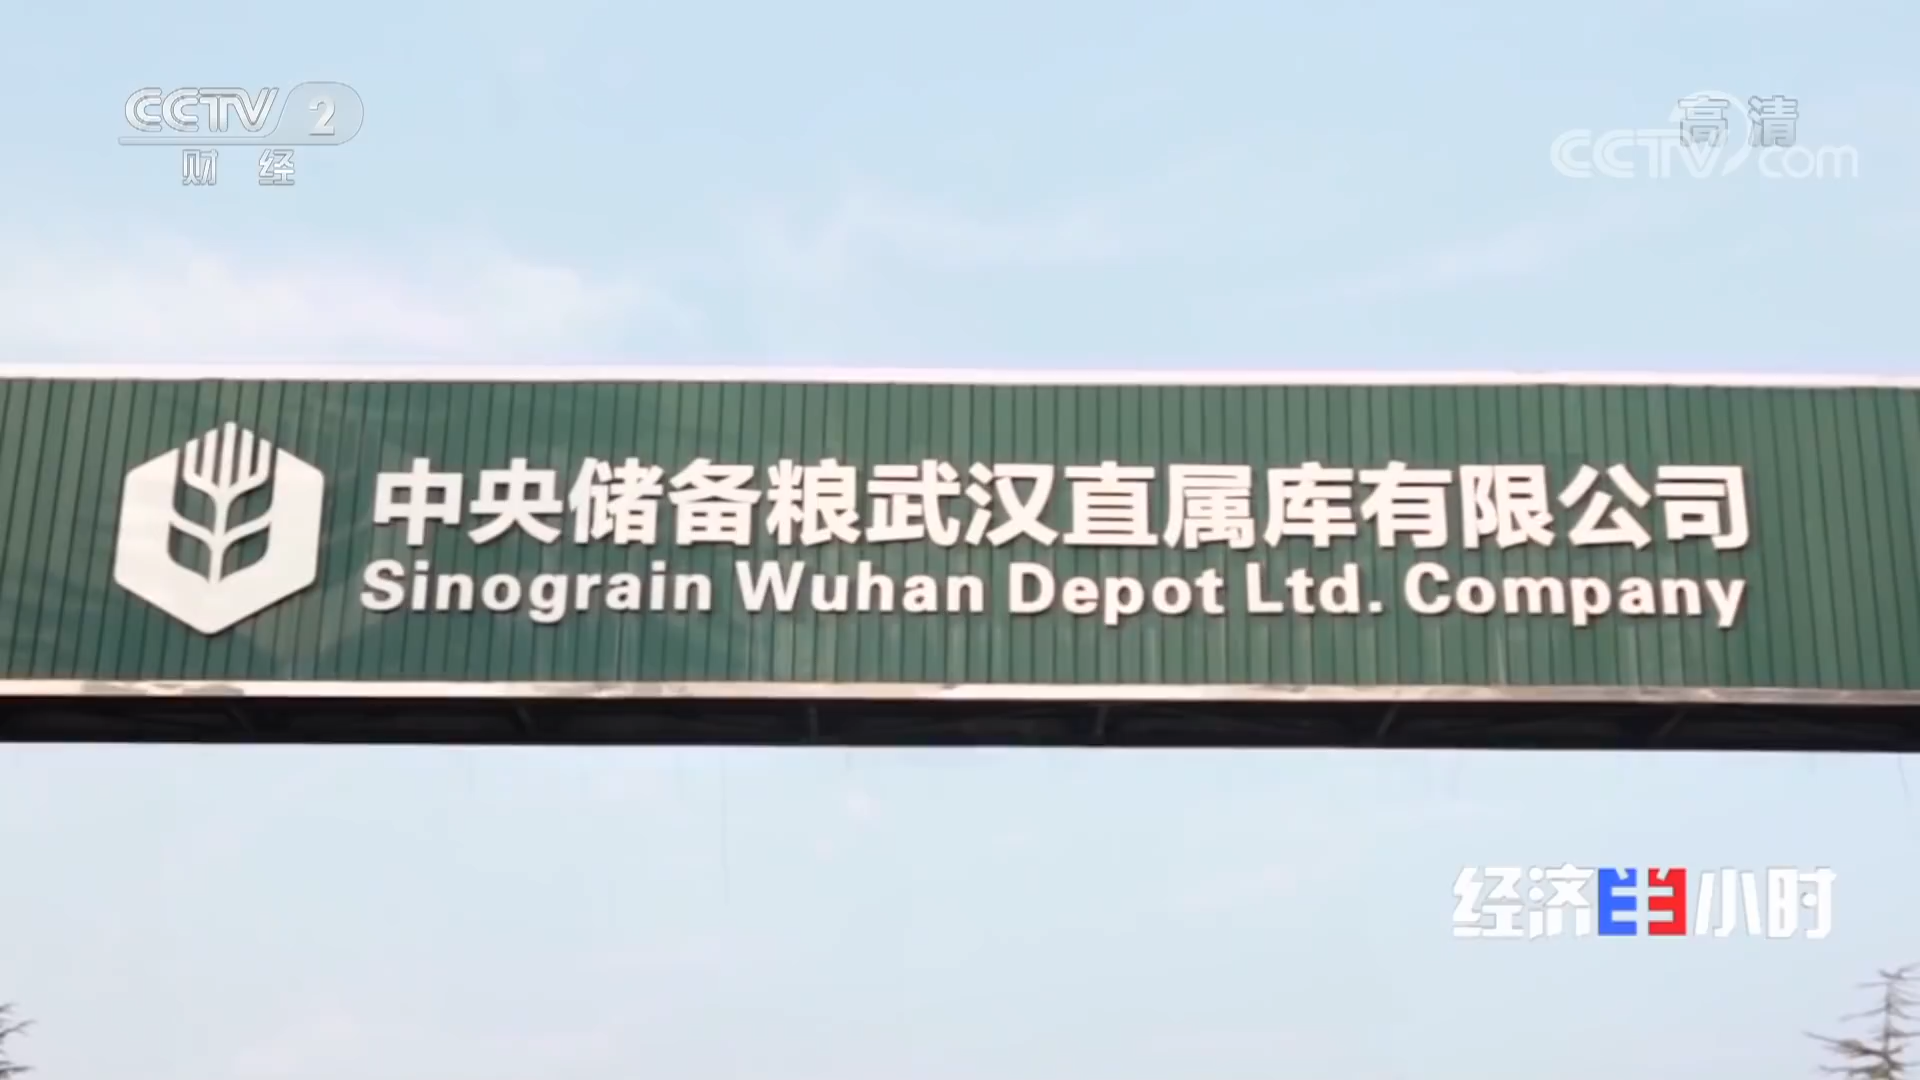 CCTV 2
财经
高清
CCTV com
中央储备粮武汉直属库有限公司
Sinograin Wuhan Depot Ltd. Company
经济半小时